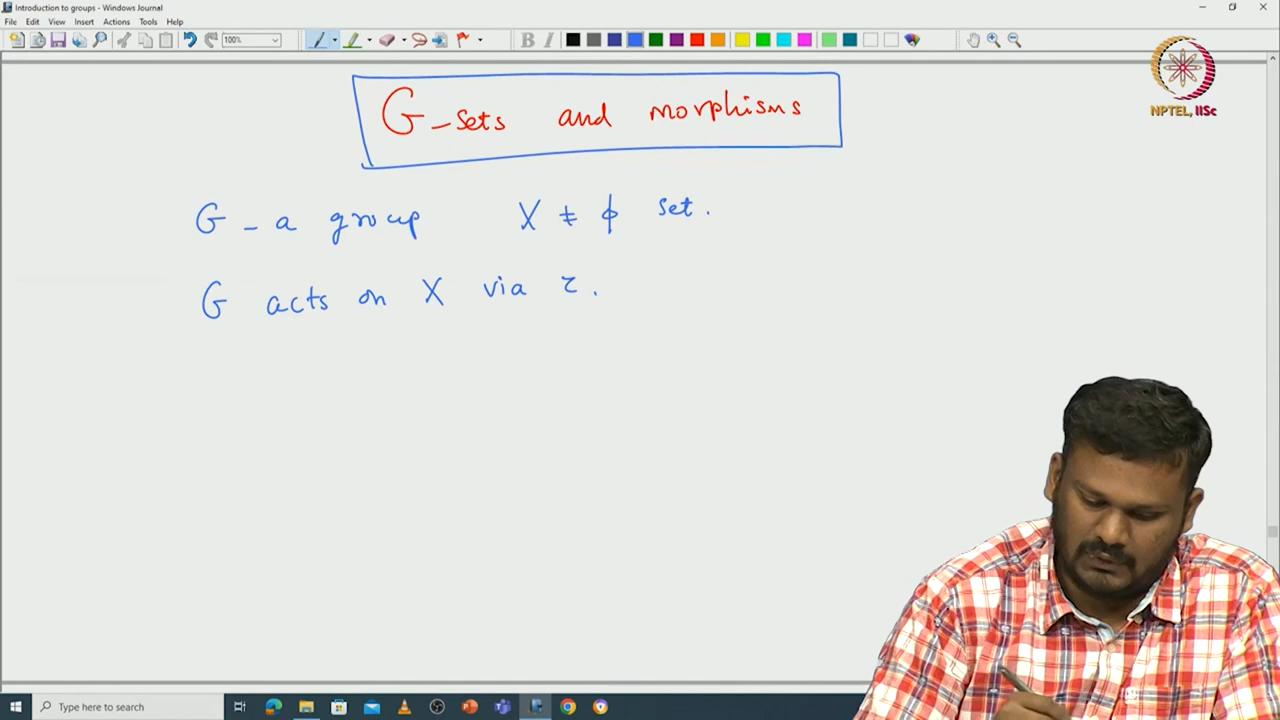 Introduction to groups - Windows Journal
File Edit View Insert Actions Tools Help
100%
B I
NPTEL, IISc
G-sets and morphisms
G - a group X ≠ ϕ set.
G acts on X via τ.
Type here to search